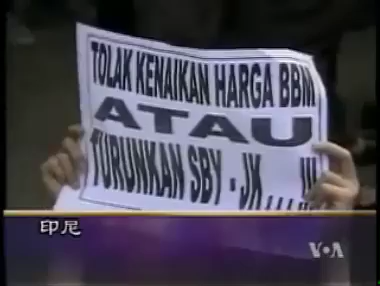 TOLAK KENAIKAN HARGA BBM
ATAU
TURUNKAN SBY - JK , , , !!!
印尼
VOA